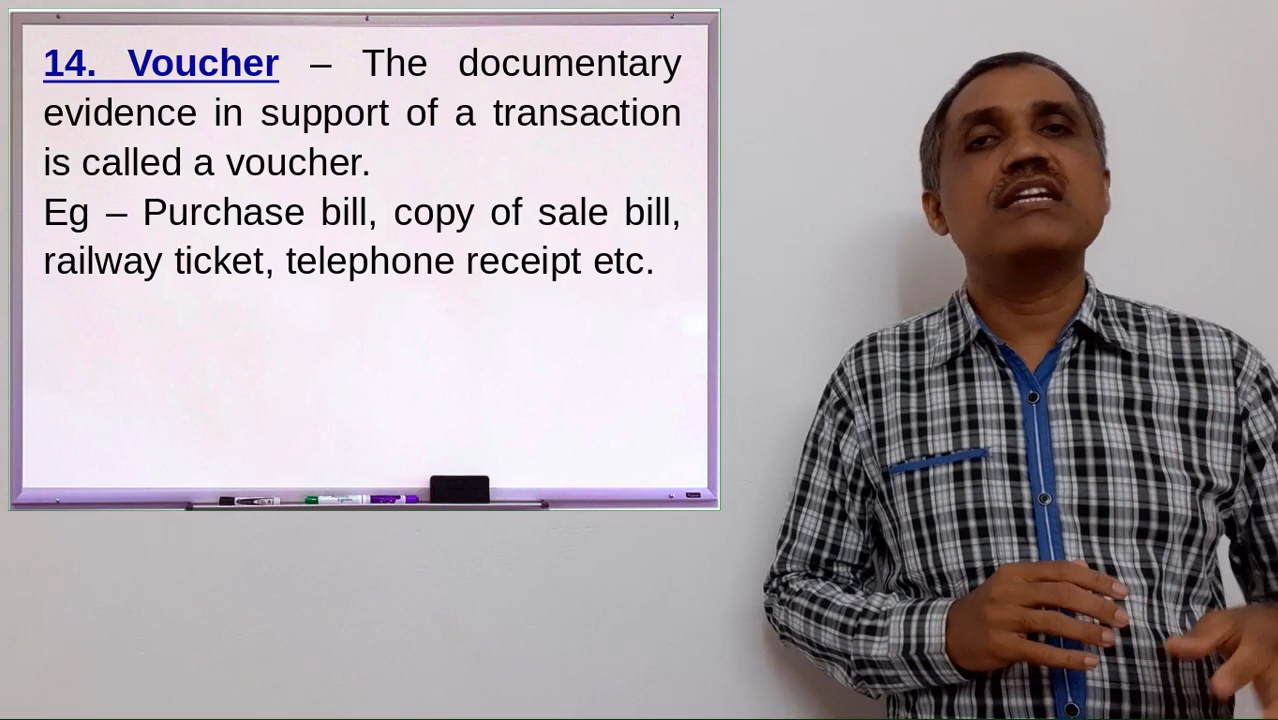 14. Voucher – The documentary
evidence in support of a transaction
is called a voucher.
Eg – Purchase bill, copy of sale bill,
railway ticket, telephone receipt etc.